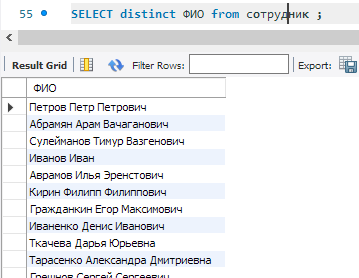 55 SELECT distinct ФИО from сотрудник ;
Result Grid Filter Rows: Export:
ФИО
Петров Петр Петрович
Абрамян Арам Вачаганович
Сулейманов Тимур Вазгенович
Иванов Иван
Аврамов Илья Эренстович
Кирин Филипп Филиппович
Гражданкин Егор Максимович
Иваненко Денис Иванович
Ткачева Дарья Юрьевна
Тарасенко Александра Дмитриевна
Грешнов Сергей Сергеевич